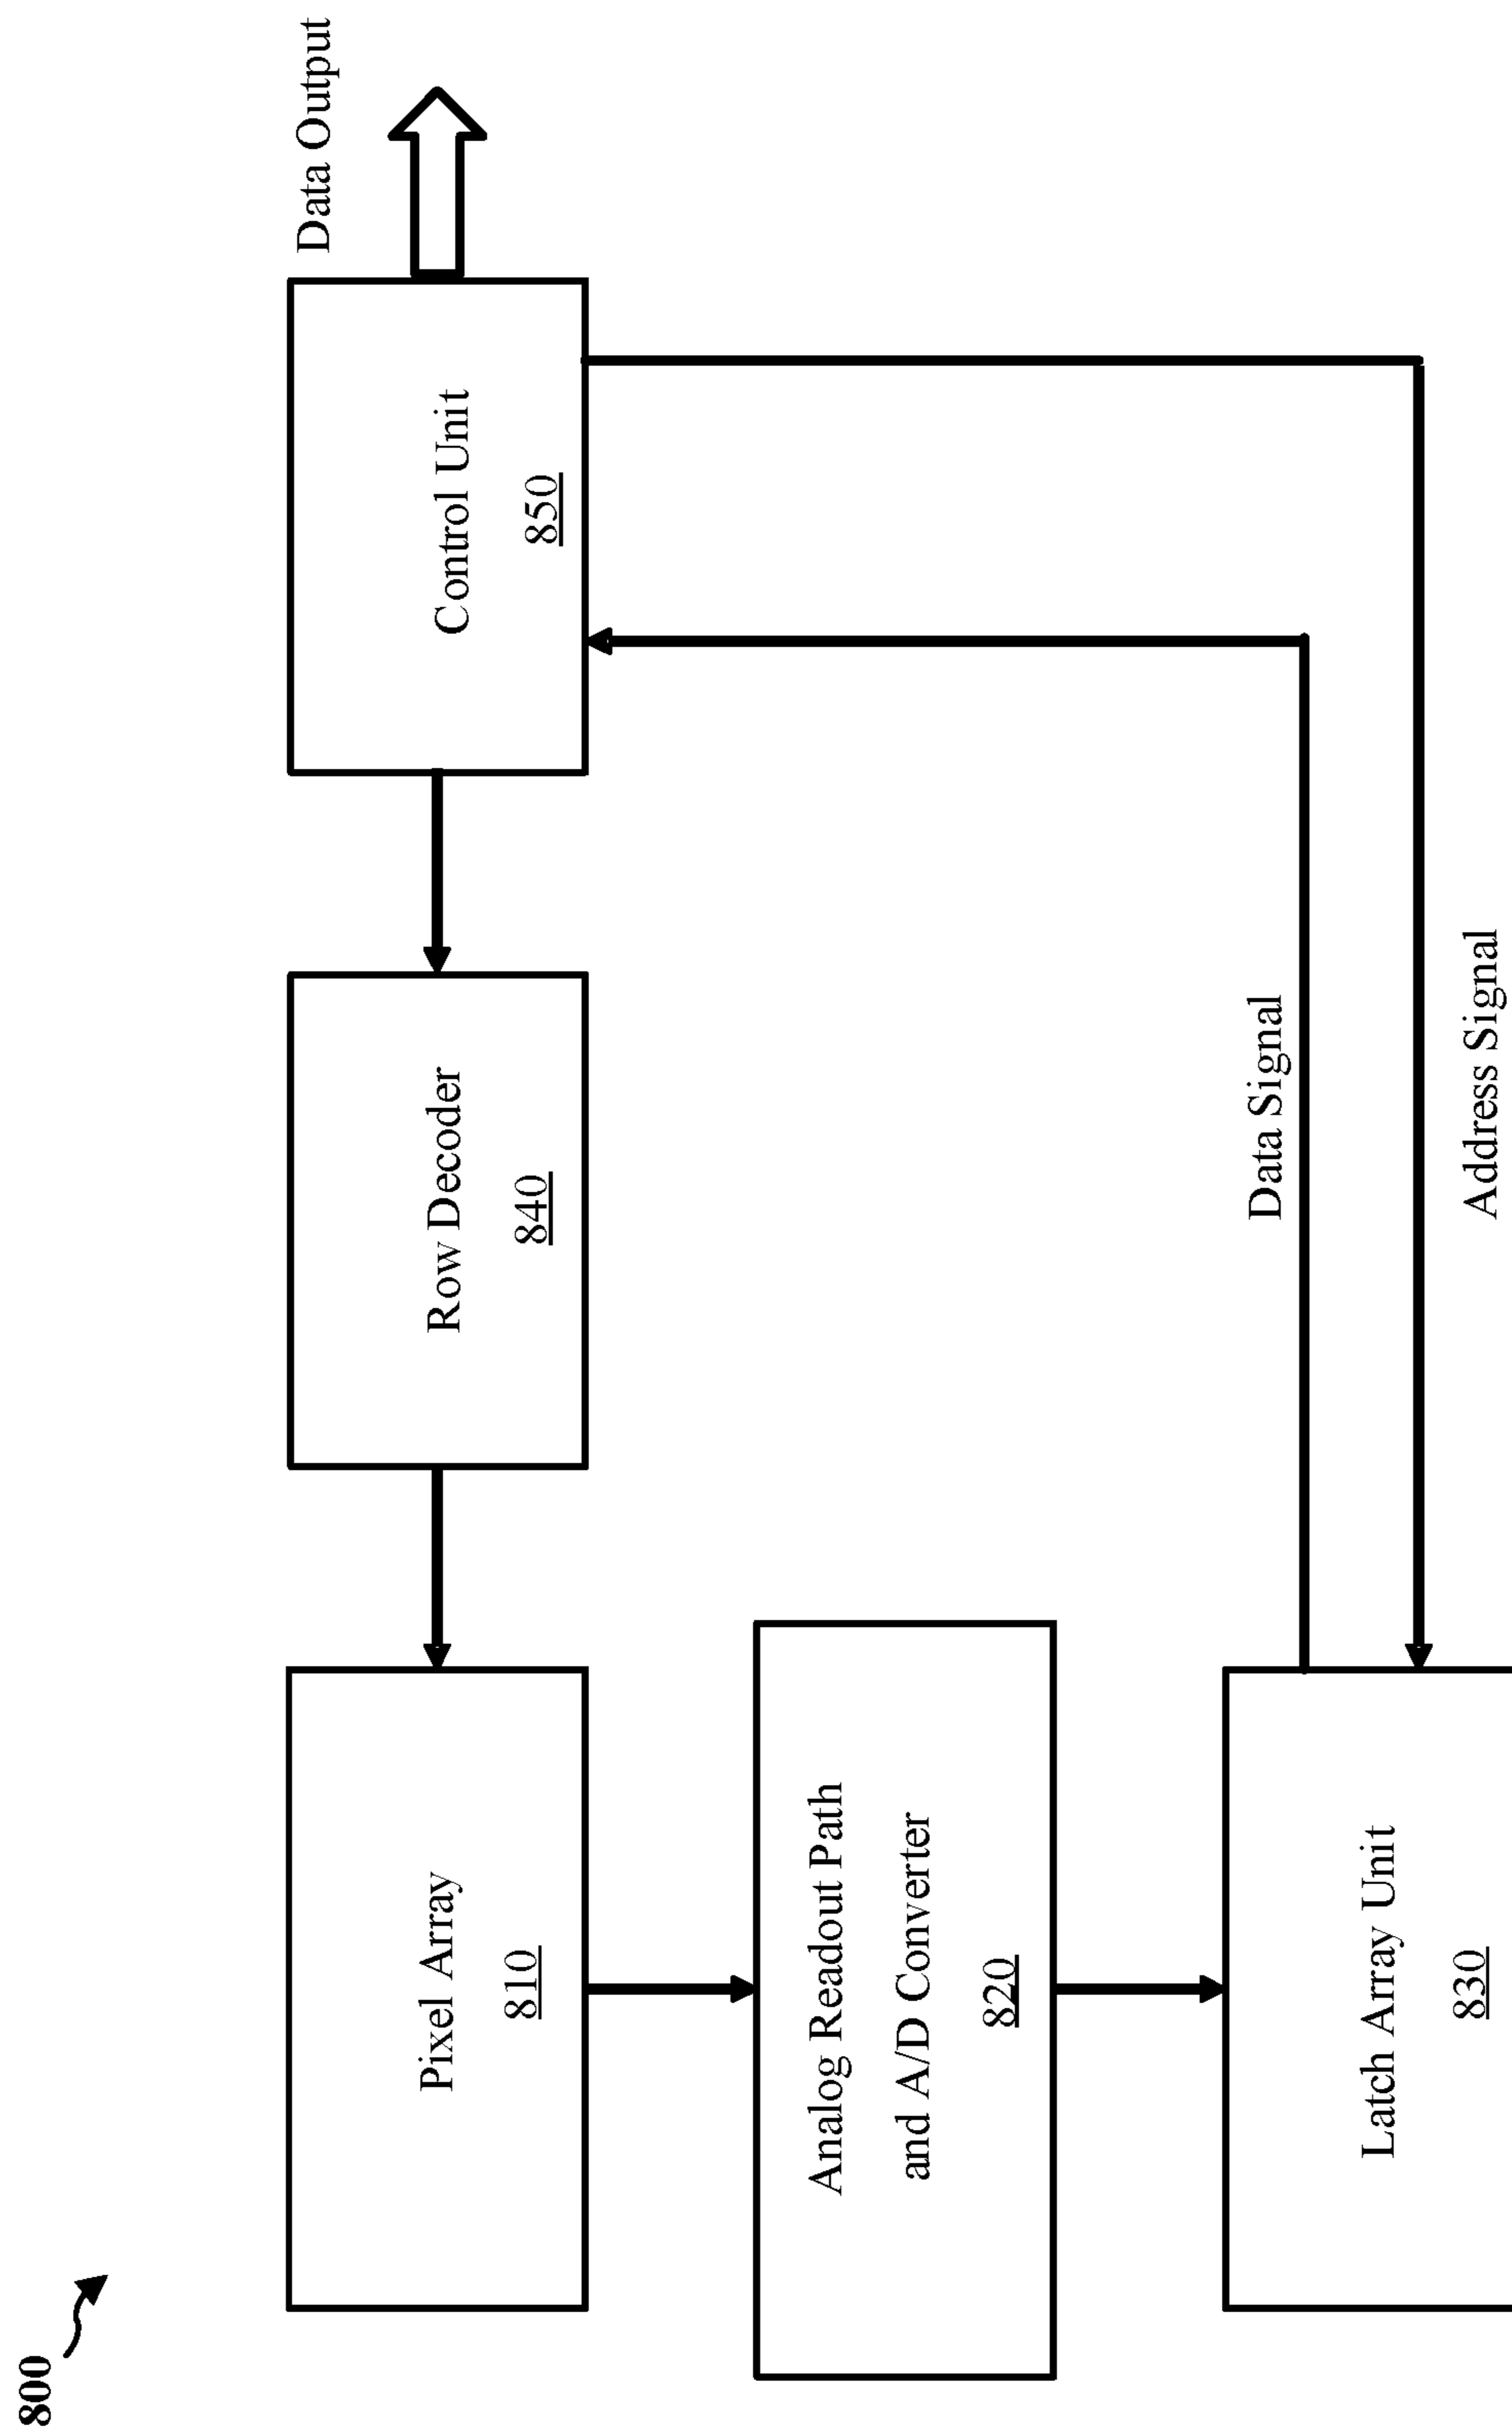 800
Pixel Array
810
Row Decoder
840
Control Unit
850
Data Output
Analog Readout Path
and A/D Converter
820
Data Signal
Latch Array Unit
830
Address Signal